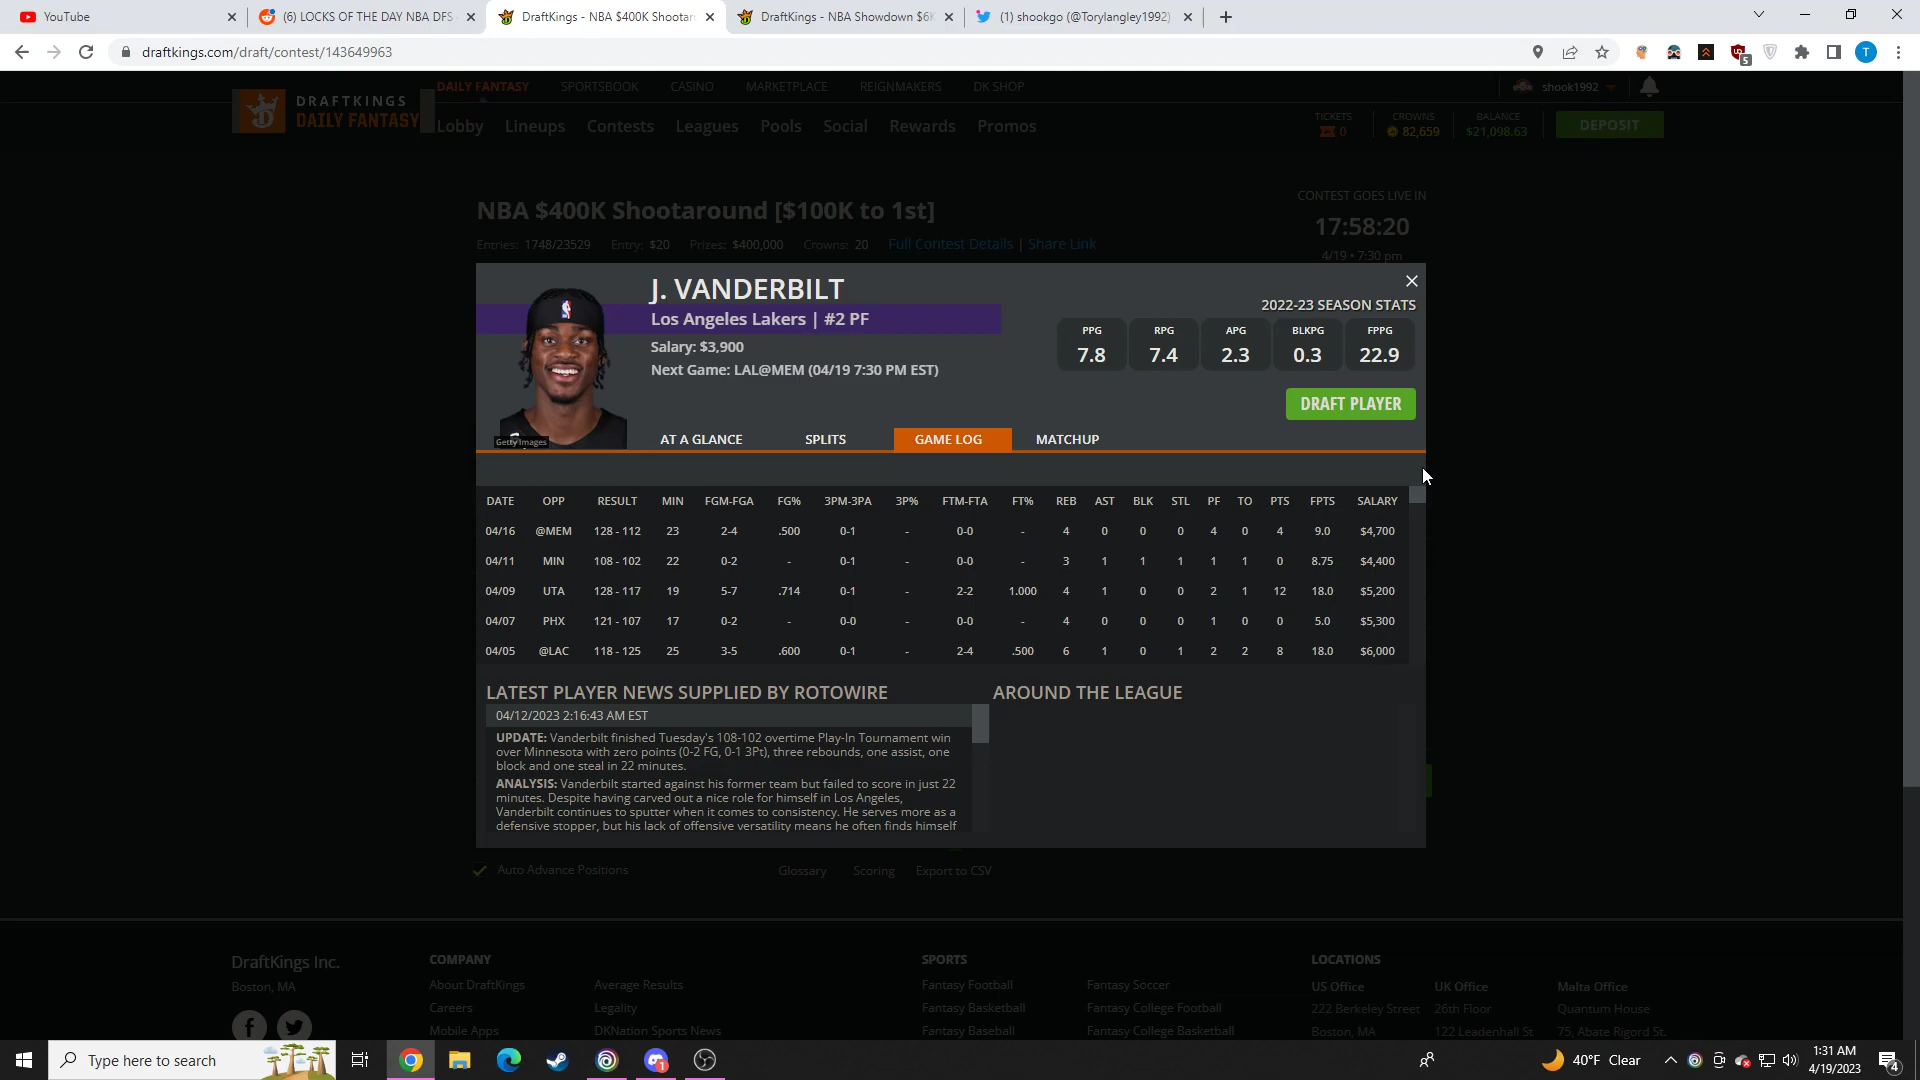 YouTube
(6) LOCKS OF THE DAY NBA DFS
DraftKings - NBA $400K Shootar
DraftKings - NBA Showdown $6K
(1) shookgo (@Torylangley1992)
draftkings.com/draft/contest/143649963
5
T
DRAFTKINGS
DAILY FANTASY
DAILY FANTASY SPORTSBOOK CASINO MARKETPLACE REIGNMAKERS DK SHOP
shook1992
Lobby Lineups Contests Leagues Pools Social Rewards Promos
TICKETS
0
CROWNS
82,659
BALANCE
$21,098.63
DEPOSIT
NBA $400K Shootaround [$100K to 1st]
Entries: 1748/23529 Entry: $20 Prizes: $400,000 Crowns: 20 Full Contest Details | Share Link
CONTEST GOES LIVE IN
17:58:20
4/19 • 7:30 pm
J. VANDERBILT
Los Angeles Lakers | #2 PF
Salary: $3,900
Next Game: LAL@MEM (04/19 7:30 PM EST)
Getty Images
2022-23 SEASON STATS
PPG RPG APG BLKPG FPPG
7.8 7.4 2.3 0.3 22.9
DRAFT PLAYER
AT A GLANCE SPLITS GAME LOG MATCHUP
DATE OPP RESULT MIN FGM-FGA FG% 3PM-3PA 3P% FTM-FTA FT% REB AST BLK STL PF TO PTS FPTS SALARY
04/16 @MEM 128 - 112 23 2-4 .500 0-1 - 0-0 - 4 0 0 0 4 0 4 9.0 $4,700
04/11 MIN 108 - 102 22 0-2 - 0-1 - 0-0 - 3 1 1 1 1 1 0 8.75 $4,400
04/09 UTA 128 - 117 19 5-7 .714 0-1 - 2-2 1.000 4 1 0 0 2 1 12 18.0 $5,200
04/07 PHX 121 - 107 17 0-2 - 0-0 - 0-0 - 4 0 0 0 1 0 0 5.0 $5,300
04/05 @LAC 118 - 125 25 3-5 .600 0-1 - 2-4 .500 6 1 0 1 2 2 8 18.0 $6,000
LATEST PLAYER NEWS SUPPLIED BY ROTOWIRE
04/12/2023 2:16:43 AM EST
UPDATE: Vanderbilt finished Tuesday's 108-102 overtime Play-In Tournament win
over Minnesota with zero points (0-2 FG, 0-1 3Pt), three rebounds, one assist, one
block and one steal in 22 minutes.
ANALYSIS: Vanderbilt started against his former team but failed to score in just 22
minutes. Despite having carved out a nice role for himself in Los Angeles,
Vanderbilt continues to sputter when it comes to consistency. He serves more as a
defensive stopper, but his lack of offensive versatility means he often finds himself
AROUND THE LEAGUE
Auto Advance Positions
Glossary Scoring Export to CSV
DraftKings Inc.
Boston, MA
COMPANY
About DraftKings Average Results
Careers Legality
Mobile Apps DKNation Sports News
SPORTS
Fantasy Football Fantasy Soccer
Fantasy Basketball Fantasy College Football
Fantasy Baseball Fantasy College Basketball
LOCATIONS
US Office UK Office Malta Office
222 Berkeley Street 26th Floor Quantum House
Boston, MA 122 Leadenhall St 75, Abate Rigord St.
Type here to search
1
40°F Clear
1:31 AM
4/19/2023
4